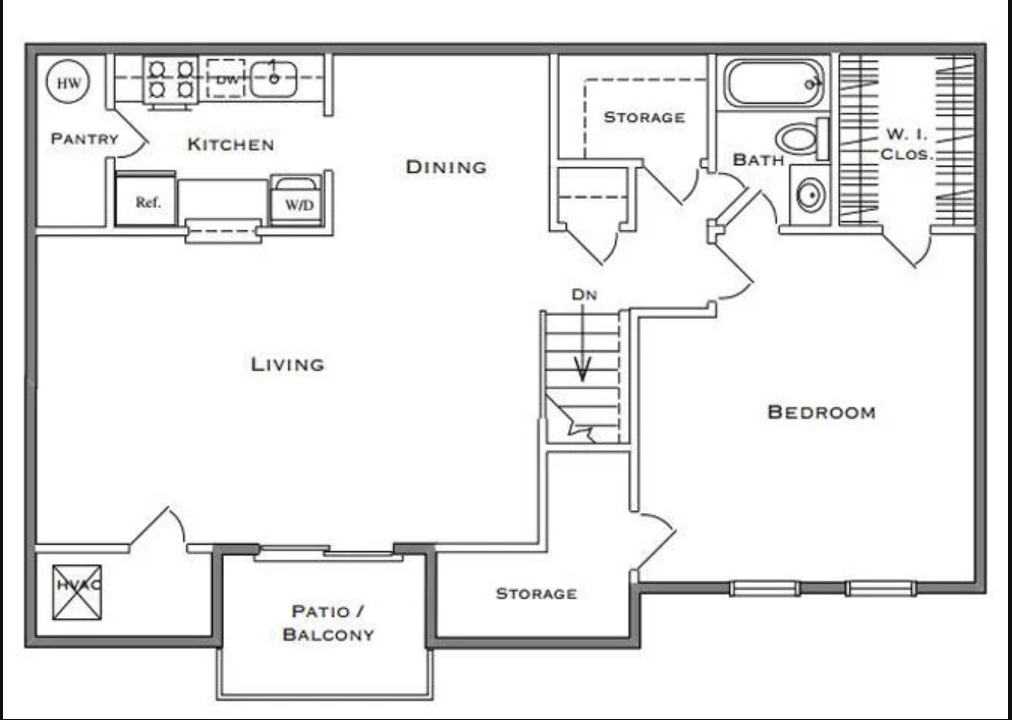 HW
DW
PANTRY
KITCHEN
Ref.
W/D
DINING
STORAGE
BATH
W. I.
CLOS.
DN
LIVING
BEDROOM
HVAC
STORAGE
PATIO /
BALCONY